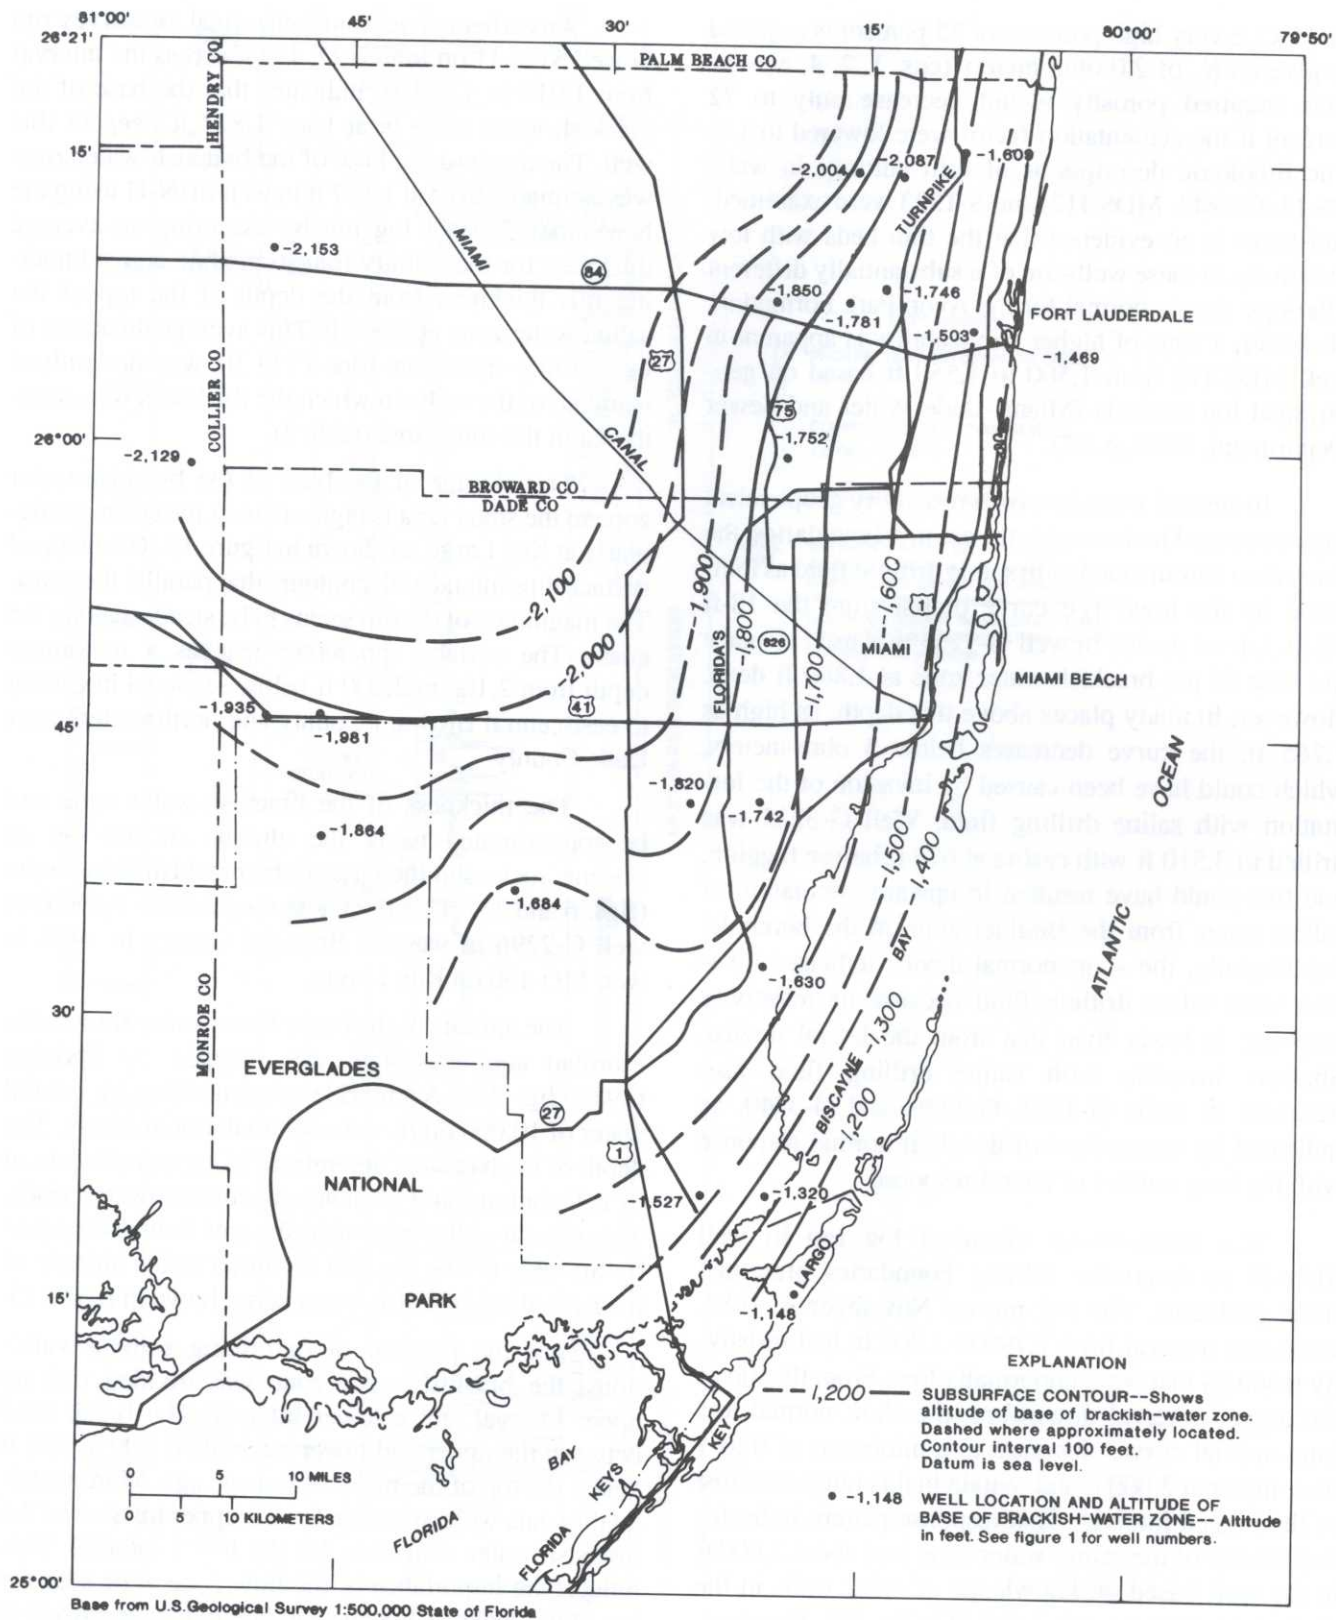 81°00'
45'
30'
15'
80°00'
79°50'
26°21'
HENDRY CO
PALM BEACH CO
15'
-2,004
-2,087
-1,609
TURNPIKE
-2,153
MIAMI
84
-1,850
-1,746
-1,781
-1,503
FORT LAUDERDALE
-1,469
27
COLLIER CO
75
26°00'
CANAL
-1,752
-2,129
BROWARD CO
DADE CO
-2,100
-1,900
-1,600
1
-1,800
826
MIAMI
-2,000
FLORIDA'S
-1,700
MIAMI BEACH
41
-1,935
-1,981
45'
OCEAN
-1,820
-1,742
-1,864
-1,500
-1,400
-1,684
BAY
ATLANTIC
-1,630
30'
MONROE CO
-1,300
EVERGLADES
BISCAYNE
27
-1,200
1
NATIONAL
-1,527
-1,320
LARGO
15'
PARK
-1,148
KEY
BAY
KEYS
FLORIDA
FLORIDA
EXPLANATION
-1,200
SUBSURFACE CONTOUR--Shows
altitude of base of brackish-water zone.
Dashed where approximately located.
Contour interval 100 feet.
Datum is sea level.
-1,148
WELL LOCATION AND ALTITUDE OF
BASE OF BRACKISH-WATER ZONE-- Altitude
in feet. See figure 1 for well numbers.
0 5 10 MILES
5 10 KILOMETERS
25°00'
Base from U.S.Geological Survey 1:500,000 State of Florida